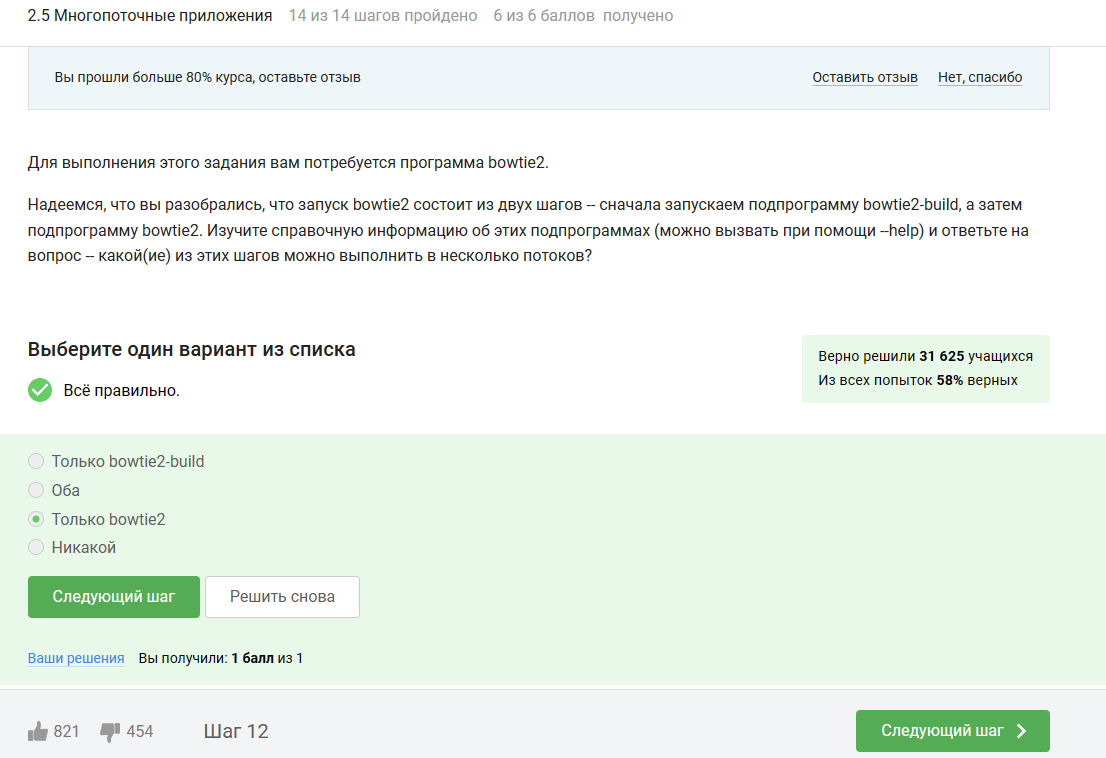 2.5 Многопоточные приложения 14 из 14 шагов пройдено 6 из 6 баллов получено
Вы прошли больше 80% курса, оставьте отзыв Оставить отзыв Нет, спасибо
Для выполнения этого задания вам потребуется программа bowtie2.
Надеемся, что вы разобрались, что запуск bowtie2 состоит из двух шагов -- сначала запускаем подпрограмму bowtie2-build, а затем
подпрограмму bowtie2. Изучите справочную информацию об этих подпрограммах (можно вызвать при помощи --help) и ответьте на
вопрос -- какой(ие) из этих шагов можно выполнить в несколько потоков?
Выберите один вариант из списка
Верно решили 31 625 учащихся
Из всех попыток 58% верных
Всё правильно.
Только bowtie2-build
Оба
Только bowtie2
Никакой
Следующий шаг Решить снова
Ваши решения Вы получили: 1 балл из 1
821 454 Шаг 12 Следующий шаг